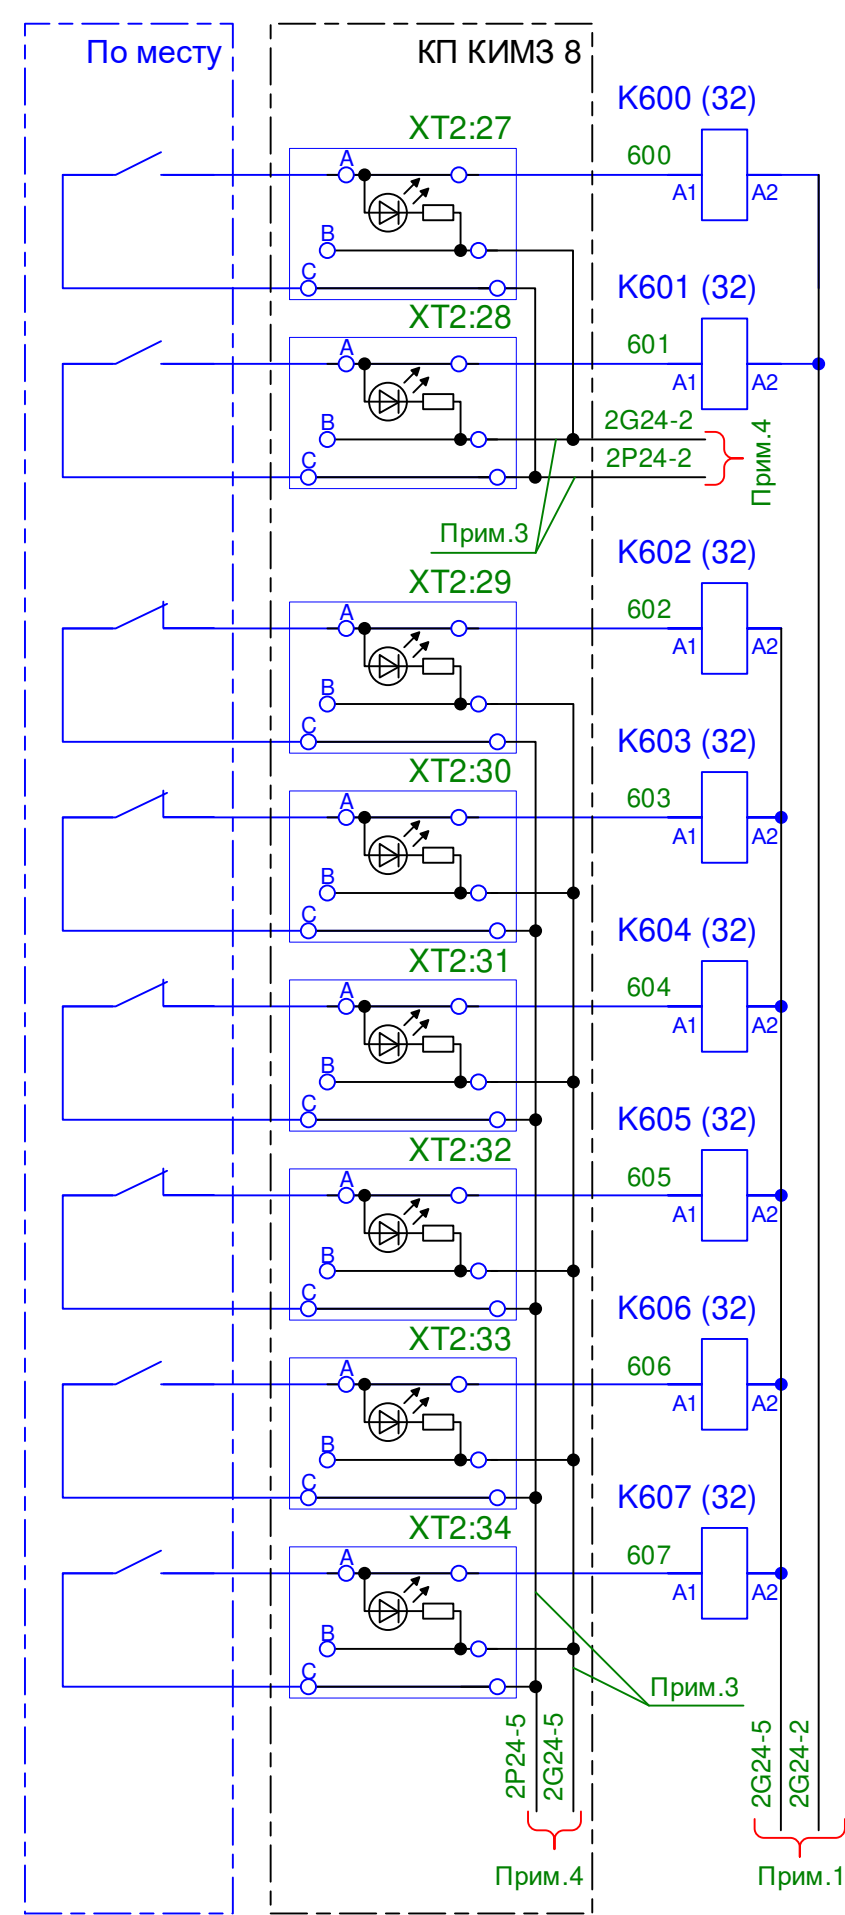 По месту
КП КИМЗ 8
K600 (32)
XT2:27
600
A
A1
A2
B
C
K601 (32)
XT2:28
601
A
A1
A2
B
2G24-2
C
2P24-2
Прим.4
Прим.3
K602 (32)
XT2:29
602
A
A1
A2
B
C
K603 (32)
XT2:30
603
A
A1
A2
B
C
K604 (32)
XT2:31
604
A
A1
A2
B
C
K605 (32)
XT2:32
605
A
A1
A2
B
C
K606 (32)
XT2:33
606
A
A1
A2
B
C
K607 (32)
XT2:34
607
A
A1
A2
B
C
Прим.3
2P24-5
2G24-5
2G24-5
2G24-2
Прим.4
Прим.1